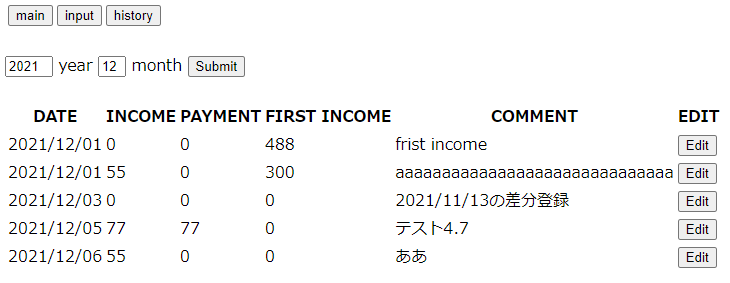 main input history
2021 year 12 month Submit
DATE INCOME PAYMENT FIRST INCOME COMMENT EDIT
2021/12/01 0 0 488 frist income Edit
2021/12/01 55 0 300 aaaaaaaaaaaaaaaaaaaaaaaaaaaaaa Edit
2021/12/03 0 0 0 2021/11/13の差分登録 Edit
2021/12/05 77 77 0 テスト4.7 Edit
2021/12/06 55 0 0 ああ Edit